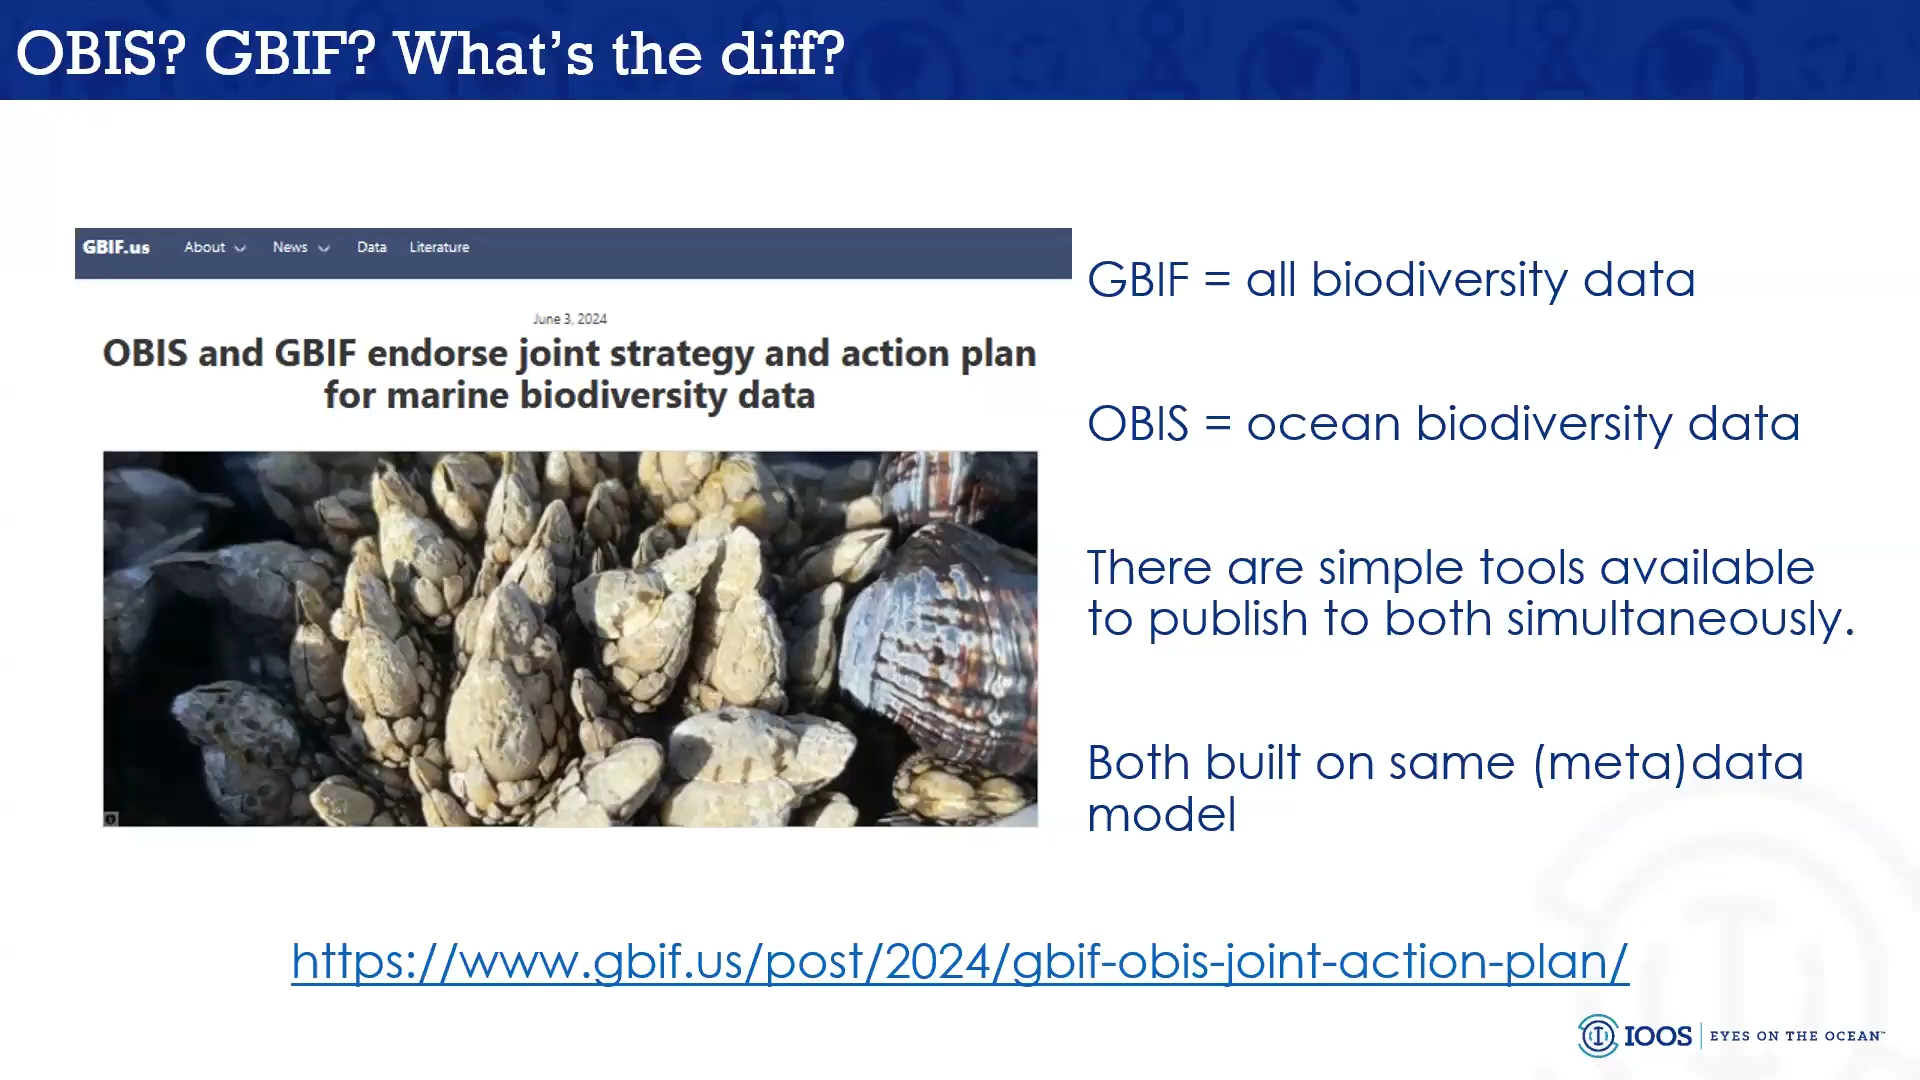 OBIS? GBIF? What's the diff?
GBIF.us About News Data Literature
June 3, 2024
OBIS and GBIF endorse joint strategy and action plan
for marine biodiversity data
GBIF = all biodiversity data
OBIS = ocean biodiversity data
There are simple tools available
to publish to both simultaneously.
Both built on same (meta)data
model
https://www.gbif.us/post/2024/gbif-obis-joint-action-plan/
IOOS EYES ON THE OCEAN™